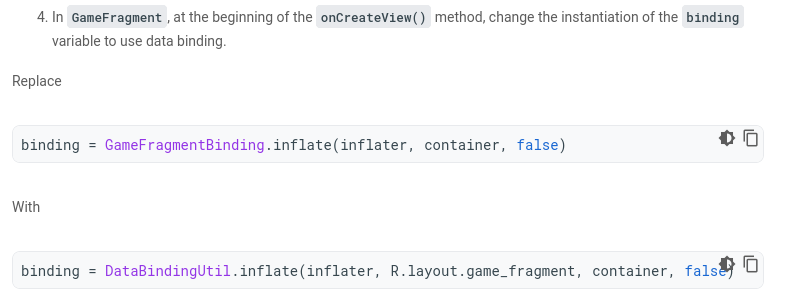 4. In GameFragment, at the beginning of the onCreateView() method, change the instantiation of the binding
variable to use data binding.
Replace
binding = GameFragmentBinding.inflate(inflater, container, false)
With
binding = DataBindingUtil.inflate(inflater, R.layout.game_fragment, container, false)